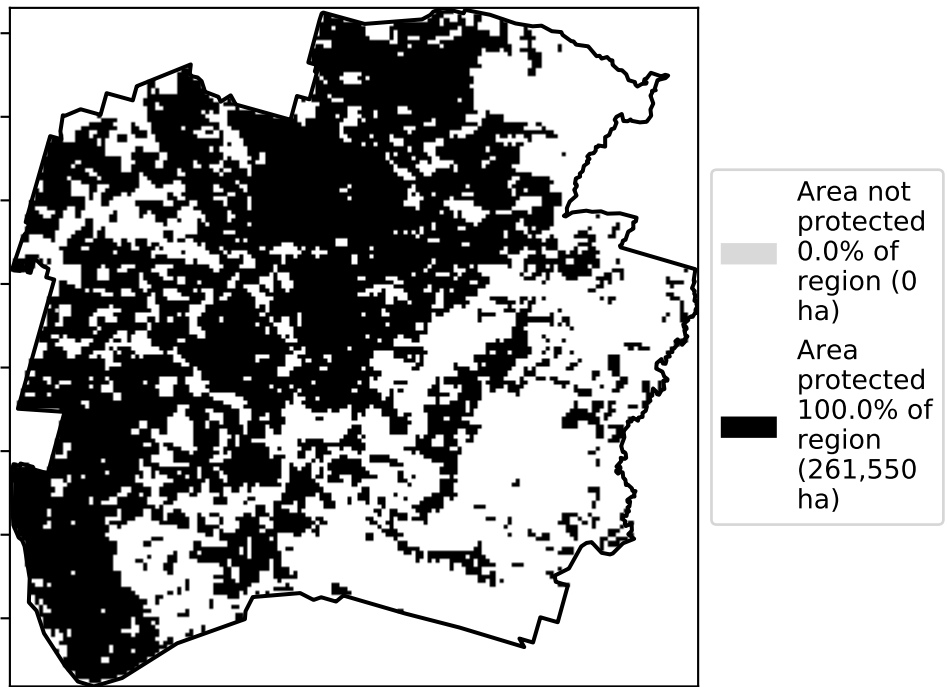 Area not
protected
0.0% of
region (0
ha)
Area
protected
100.0% of
region
(261,550
ha)